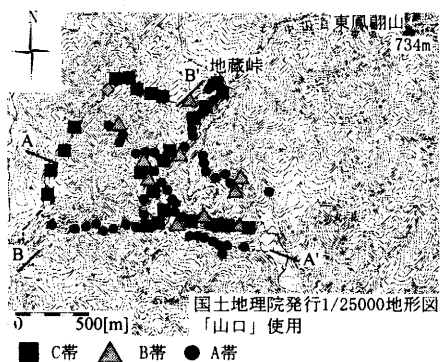 N
東鳳翩山
734m
地蔵峠
B'
A
B
A'
国土地理院発行1/25000地形図
「山口」使用
0 500[m]
C帯 B帯 A帯